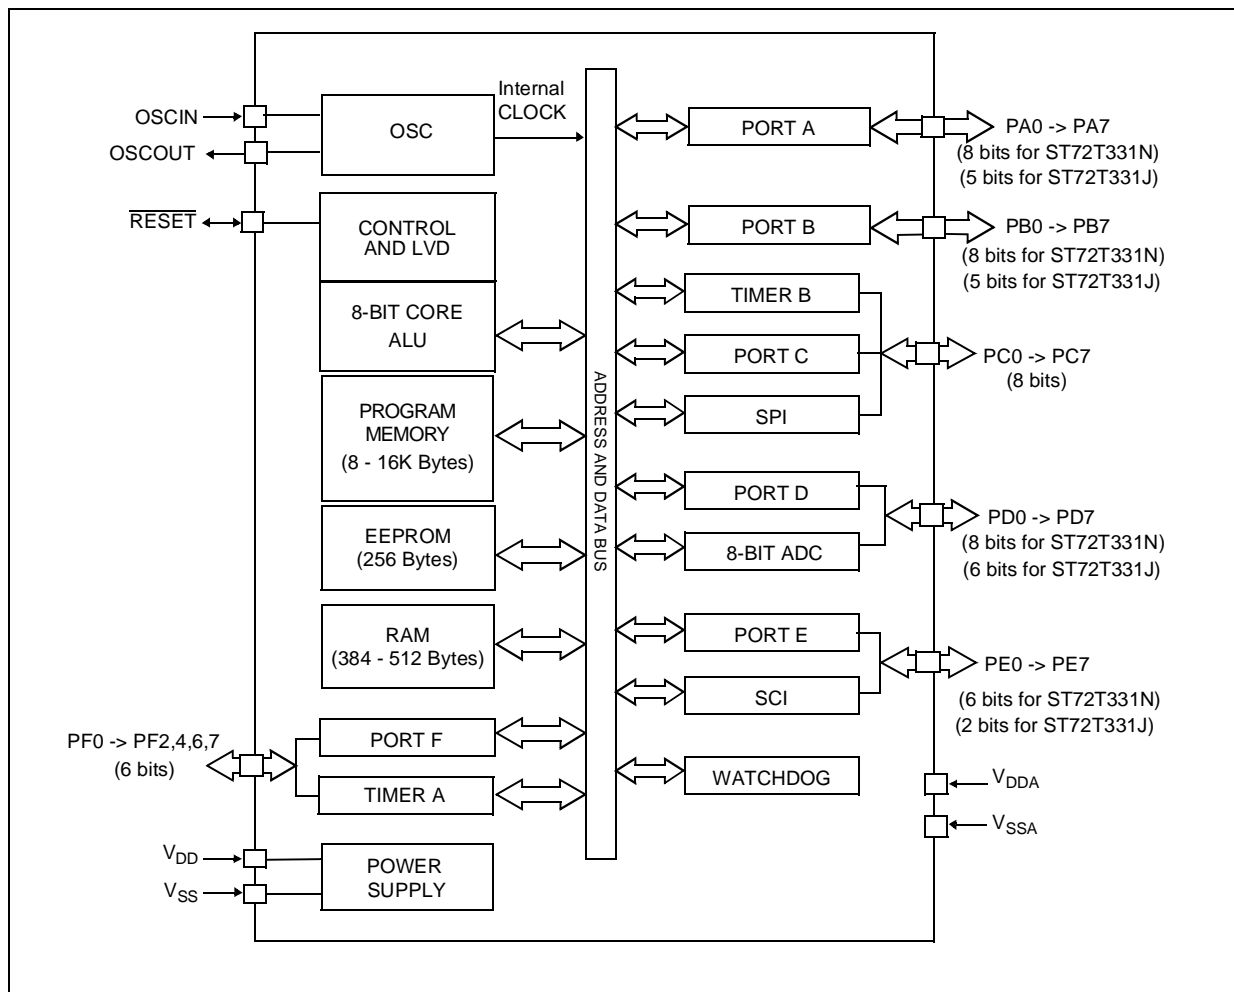 OSCIN
OSCOUT
RESET
OSC
Internal
CLOCK
CONTROL
AND LVD
8-BIT CORE
ALU
PROGRAM
MEMORY
(8 - 16K Bytes)
EEPROM
(256 Bytes)
RAM
(384 - 512 Bytes)
PORT F
TIMER A
PF0 -> PF2,4,6,7
(6 bits)
VDD
VSS
POWER
SUPPLY
ADDRESS AND DATA BUS
PORT A
PA0 -> PA7
(8 bits for ST72T331N)
(5 bits for ST72T331J)
PORT B
PB0 -> PB7
(8 bits for ST72T331N)
(5 bits for ST72T331J)
TIMER B
PORT C
SPI
PC0 -> PC7
(8 bits)
PORT D
8-BIT ADC
PD0 -> PD7
(8 bits for ST72T331N)
(6 bits for ST72T331J)
PORT E
SCI
PE0 -> PE7
(6 bits for ST72T331N)
(2 bits for ST72T331J)
WATCHDOG
VDDA
VSSA